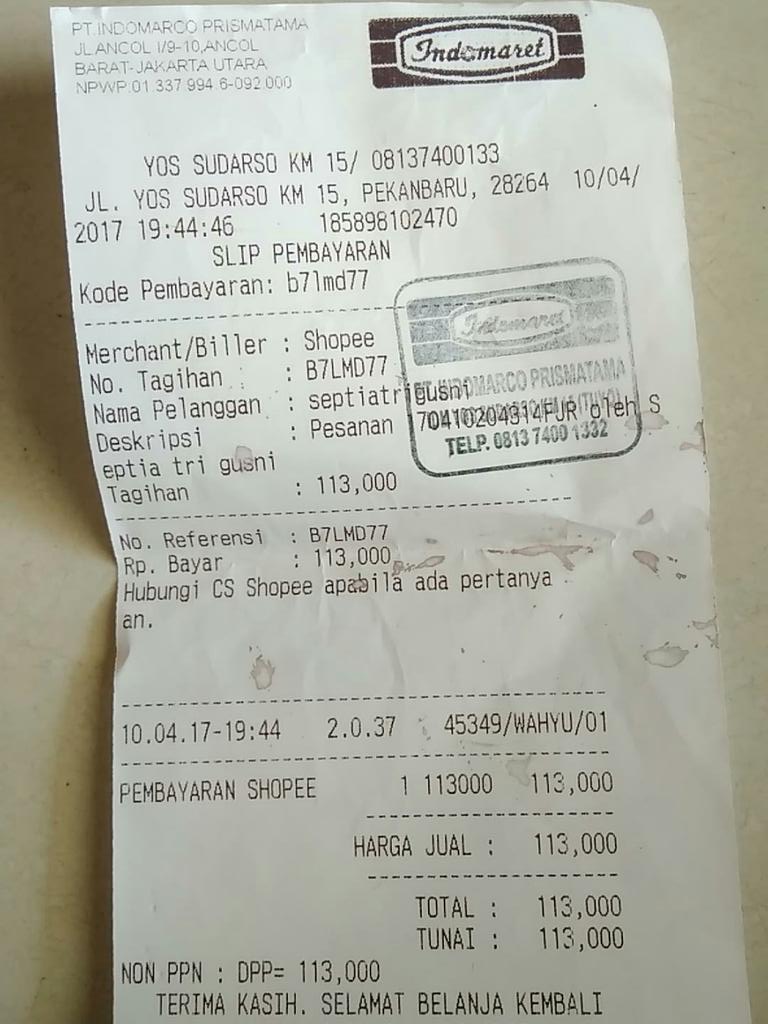 PT.INDOMARCO PRISMATAMA
JL.ANCOL I/9-10,ANCOL
BARAT-JAKARTA UTARA
NPWP:01.337.994.6-092.000
Indomaret
YOS SUDARSO KM 15/ 08137400133
JL. YOS SUDARSO KM 15, PEKANBARU, 28264 10/04/
2017 19:44:46 185898102470
SLIP PEMBAYARAN
Kode Pembayaran: b7lmd77
Merchant/Biller : Shopee
No. Tagihan : B7LMD77
Nama Pelanggan : septiatrigusni
Deskripsi : Pesanan 70410204314FUR oleh S
eptia tri gusni
Tagihan : 113,000
Indomaret
PT. INDOMARCO PRISMATAMA
TELP. 0813 7400 1332
No. Referensi : B7LMD77
Rp. Bayar : 113,000
Hubungi CS Shopee apabila ada pertanya
an.
10.04.17-19:44 2.0.37 45349/WAHYU/01
PEMBAYARAN SHOPEE 1 113000 113,000
HARGA JUAL : 113,000
TOTAL : 113,000
TUNAI : 113,000
NON PPN : DPP= 113,000
TERIMA KASIH. SELAMAT BELANJA KEMBALI